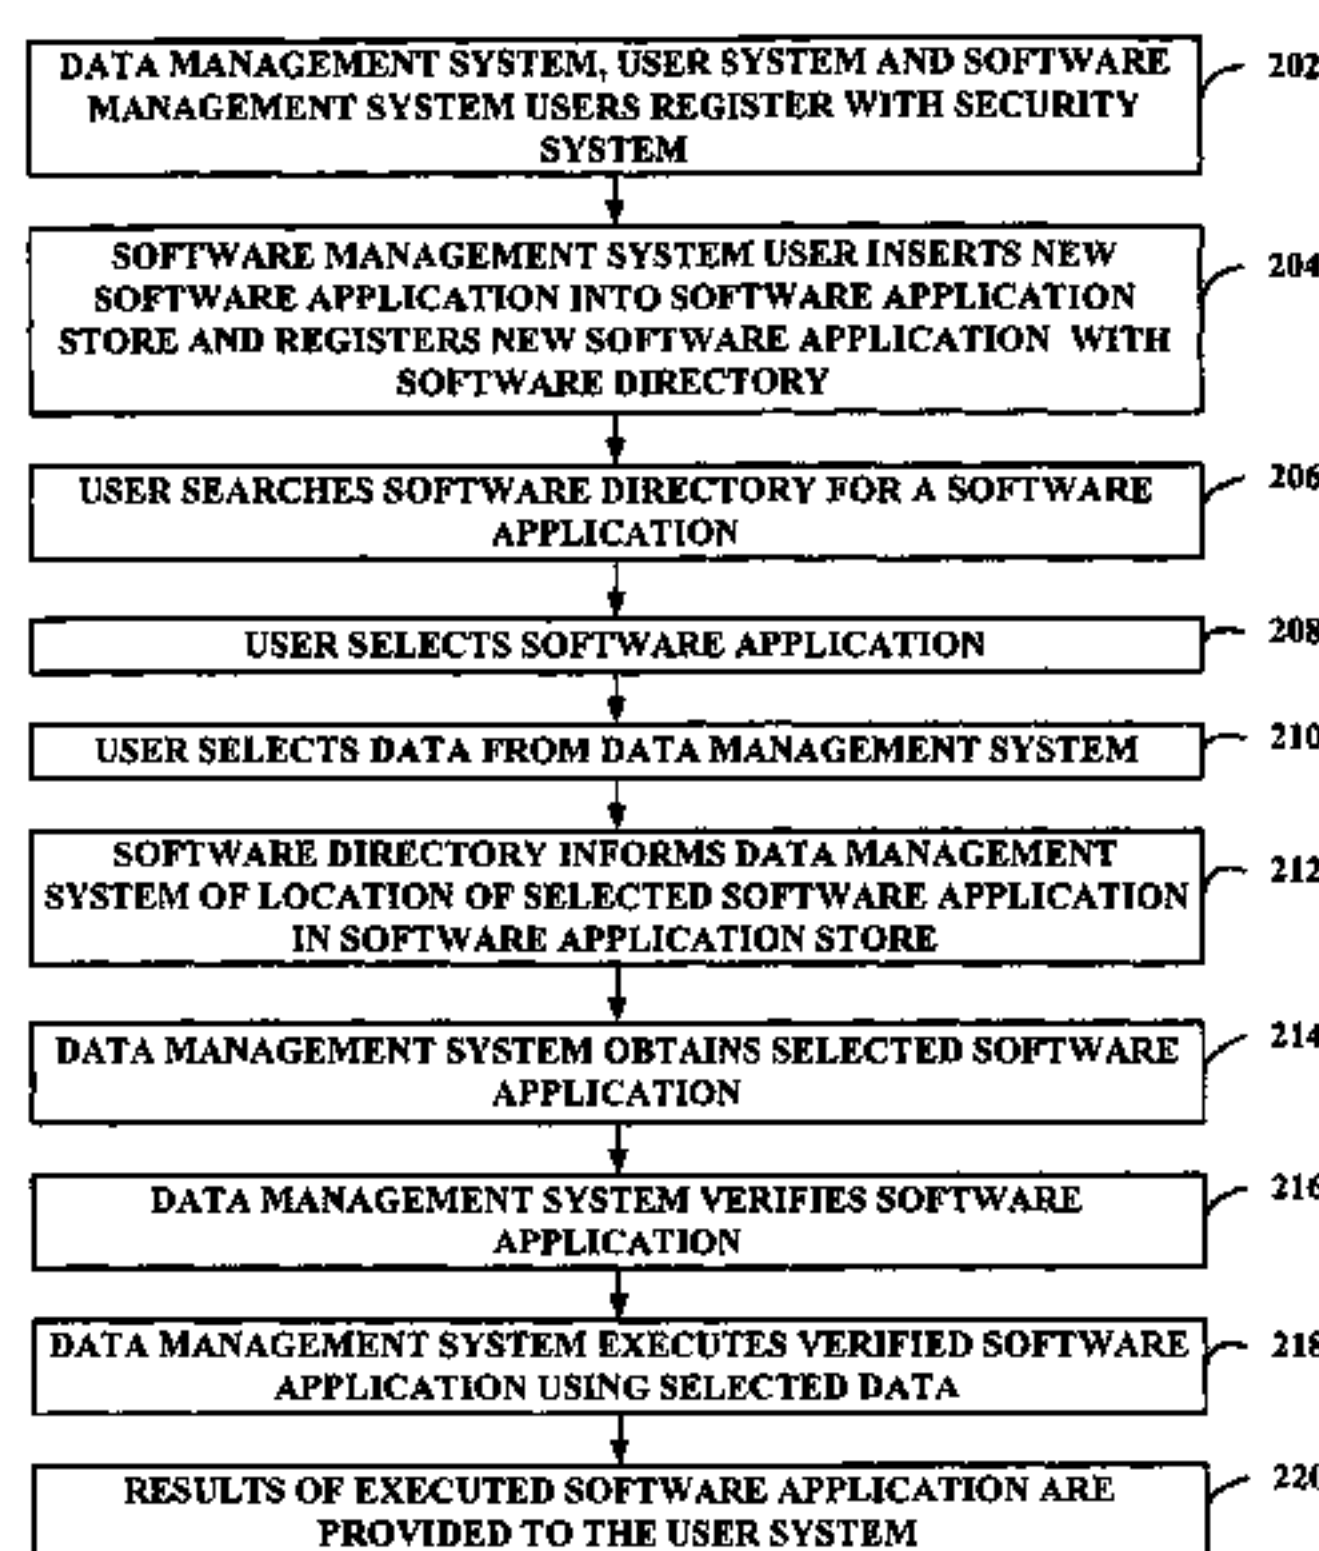 DATA MANAGEMENT SYSTEM, USER SYSTEM AND SOFTWARE
MANAGEMENT SYSTEM USERS REGISTER WITH SECURITY
SYSTEM
202
SOFTWARE MANAGEMENT SYSTEM USER INSERTS NEW
SOFTWARE APPLICATION INTO SOFTWARE APPLICATION
STORE AND REGISTERS NEW SOFTWARE APPLICATION WITH
SOFTWARE DIRECTORY
204
USER SEARCHES SOFTWARE DIRECTORY FOR A SOFTWARE
APPLICATION
206
USER SELECTS SOFTWARE APPLICATION
208
USER SELECTS DATA FROM DATA MANAGEMENT SYSTEM
210
SOFTWARE DIRECTORY INFORMS DATA MANAGEMENT
SYSTEM OF LOCATION OF SELECTED SOFTWARE APPLICATION
IN SOFTWARE APPLICATION STORE
212
DATA MANAGEMENT SYSTEM OBTAINS SELECTED SOFTWARE
APPLICATION
214
DATA MANAGEMENT SYSTEM VERIFIES SOFTWARE
APPLICATION
216
DATA MANAGEMENT SYSTEM EXECUTES VERIFIED SOFTWARE
APPLICATION USING SELECTED DATA
218
RESULTS OF EXECUTED SOFTWARE APPLICATION ARE
PROVIDED TO THE USER SYSTEM
220